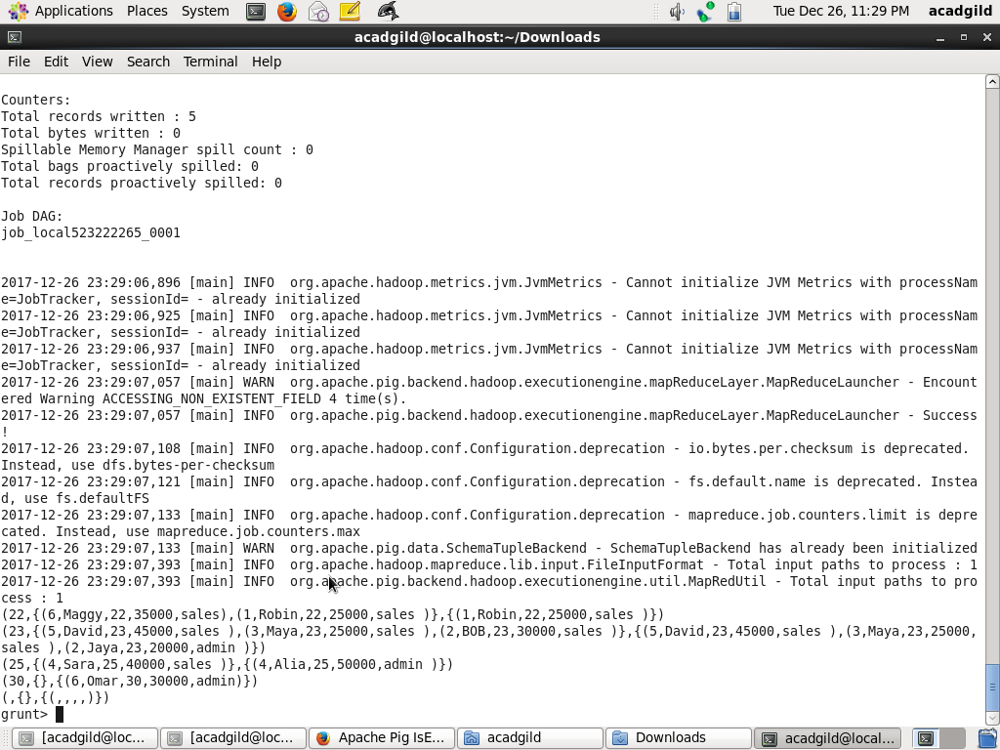 Applications Places System Tue Dec 26, 11:29 PM acadgild
acadgild@localhost:~/Downloads
File Edit View Search Terminal Help
Counters:
Total records written : 5
Total bytes written : 0
Spillable Memory Manager spill count : 0
Total bags proactively spilled: 0
Total records proactively spilled: 0
Job DAG:
job_local523222265_0001
2017-12-26 23:29:06,896 [main] INFO  org.apache.hadoop.metrics.jvm.JvmMetrics - Cannot initialize JVM Metrics with processNam
e=JobTracker, sessionId= - already initialized
2017-12-26 23:29:06,925 [main] INFO  org.apache.hadoop.metrics.jvm.JvmMetrics - Cannot initialize JVM Metrics with processNam
e=JobTracker, sessionId= - already initialized
2017-12-26 23:29:06,937 [main] INFO  org.apache.hadoop.metrics.jvm.JvmMetrics - Cannot initialize JVM Metrics with processNam
e=JobTracker, sessionId= - already initialized
2017-12-26 23:29:07,057 [main] WARN  org.apache.pig.backend.hadoop.executionengine.mapReduceLayer.MapReduceLauncher - Encount
ered Warning ACCESSING_NON_EXISTENT_FIELD 4 time(s).
2017-12-26 23:29:07,057 [main] INFO  org.apache.pig.backend.hadoop.executionengine.mapReduceLayer.MapReduceLauncher - Success
!
2017-12-26 23:29:07,108 [main] INFO  org.apache.hadoop.conf.Configuration.deprecation - io.bytes.per.checksum is deprecated.
Instead, use dfs.bytes-per-checksum
2017-12-26 23:29:07,121 [main] INFO  org.apache.hadoop.conf.Configuration.deprecation - fs.default.name is deprecated. Instea
d, use fs.defaultFS
2017-12-26 23:29:07,133 [main] INFO  org.apache.hadoop.conf.Configuration.deprecation - mapreduce.job.counters.limit is depre
cated. Instead, use mapreduce.job.counters.max
2017-12-26 23:29:07,133 [main] WARN  org.apache.pig.data.SchemaTupleBackend - SchemaTupleBackend has already been initialized
2017-12-26 23:29:07,393 [main] INFO  org.apache.hadoop.mapreduce.lib.input.FileInputFormat - Total input paths to process : 1
2017-12-26 23:29:07,393 [main] INFO  org.apache.pig.backend.hadoop.executionengine.util.MapRedUtil - Total input paths to pro
cess : 1
(22,{(6,Maggy,22,35000,sales),(1,Robin,22,25000,sales )},{(1,Robin,22,25000,sales )})
(23,{(5,David,23,45000,sales ),(3,Maya,23,25000,sales ),(2,BOB,23,30000,sales )},{(5,David,23,45000,sales ),(3,Maya,23,25000,
sales ),(2,Jaya,23,20000,admin )})
(25,{(4,Sara,25,40000,sales )},{(4,Alia,25,50000,admin )})
(30,{},{(6,Omar,30,30000,admin)})
(,{},{(,,,,)})
grunt>
[acadgild@loc... [acadgild@loc... Apache Pig IsE... acadgild Downloads acadgild@local...